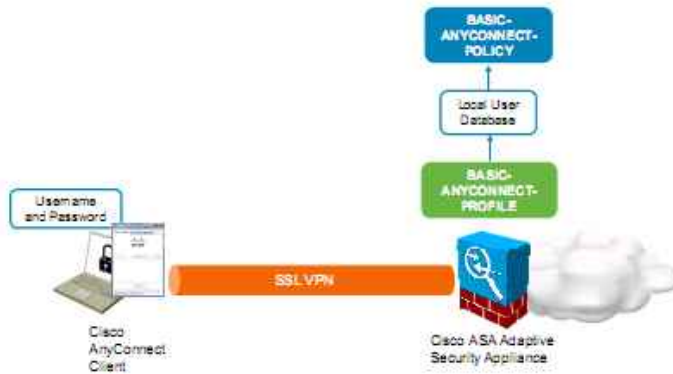 BASIC-
ANYCONNECT-
POLICY
Local User
Database
BASIC-
ANYCONNECT-
PROFILE
Username
and Password
SSL VPN
Cisco
AnyConnect
Client
Cisco ASA Adaptive
Security Appliance